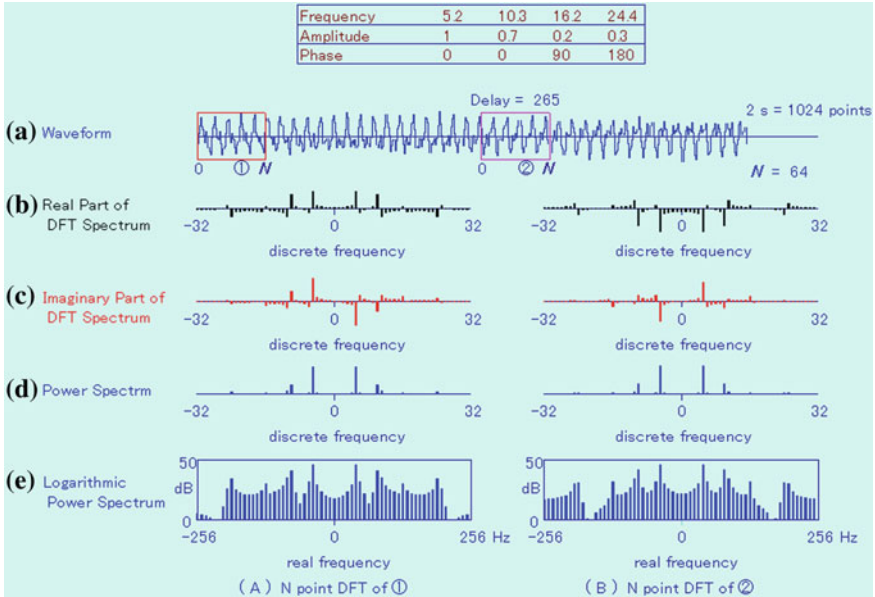 Frequency 5.2 10.3 16.2 24.4
Amplitude 1 0.7 0.2 0.3
Phase 0 0 90 180
Delay = 265
2 s = 1024 points
(a) Waveform
0 ① N 0 ② N
N = 64
(b) Real Part of
DFT Spectrum
-32 0 32 -32 0 32
discrete frequency discrete frequency
(c) Imaginary Part of
DFT Spectrum
-32 0 32 -32 0 32
discrete frequency discrete frequency
(d) Power Spectrm
-32 0 32 -32 0 32
discrete frequency discrete frequency
(e) Logarithmic
Power Spectrum
50 dB 0 50 dB 0
-256 0 256 Hz -256 0 256 Hz
real frequency real frequency
(A) N point DFT of ① (B) N point DFT of ②